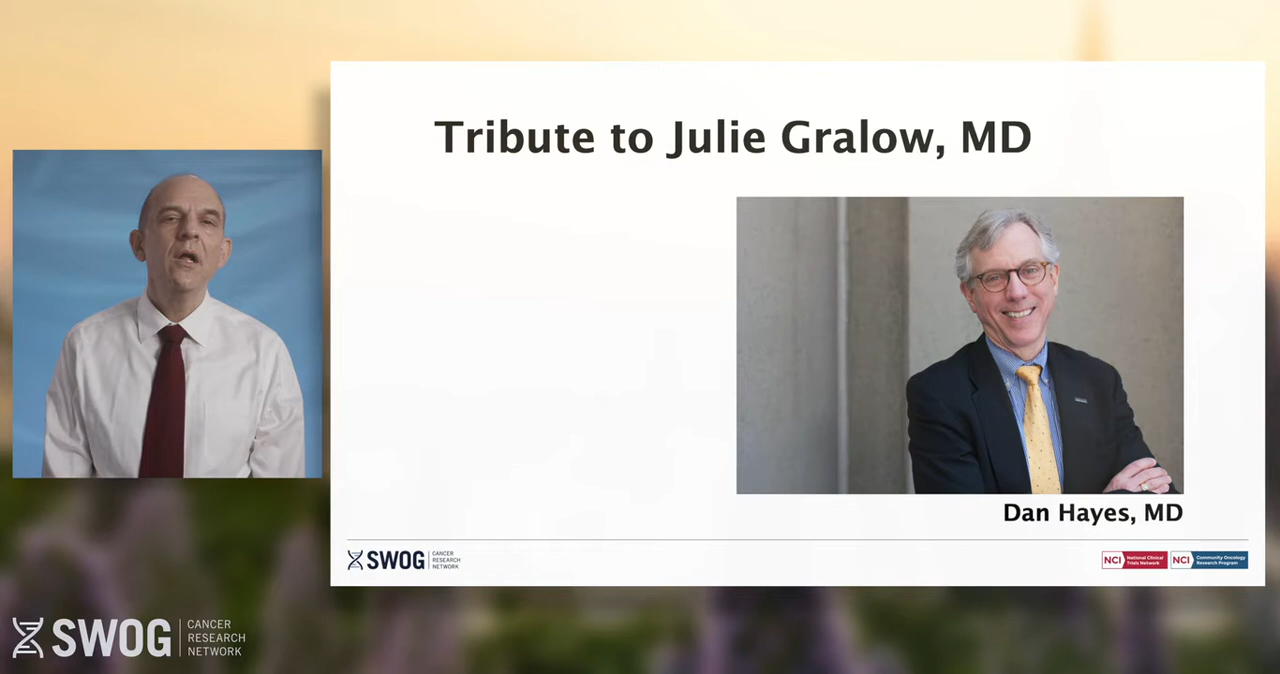 Tribute to Julie Gralow, MD
Dan Hayes, MD
SWOG
CANCER
RESEARCH
NETWORK
NCI
National Clinical
Trials Network
NCI
Community Oncology
Research Program
SWOG
CANCER
RESEARCH
NETWORK